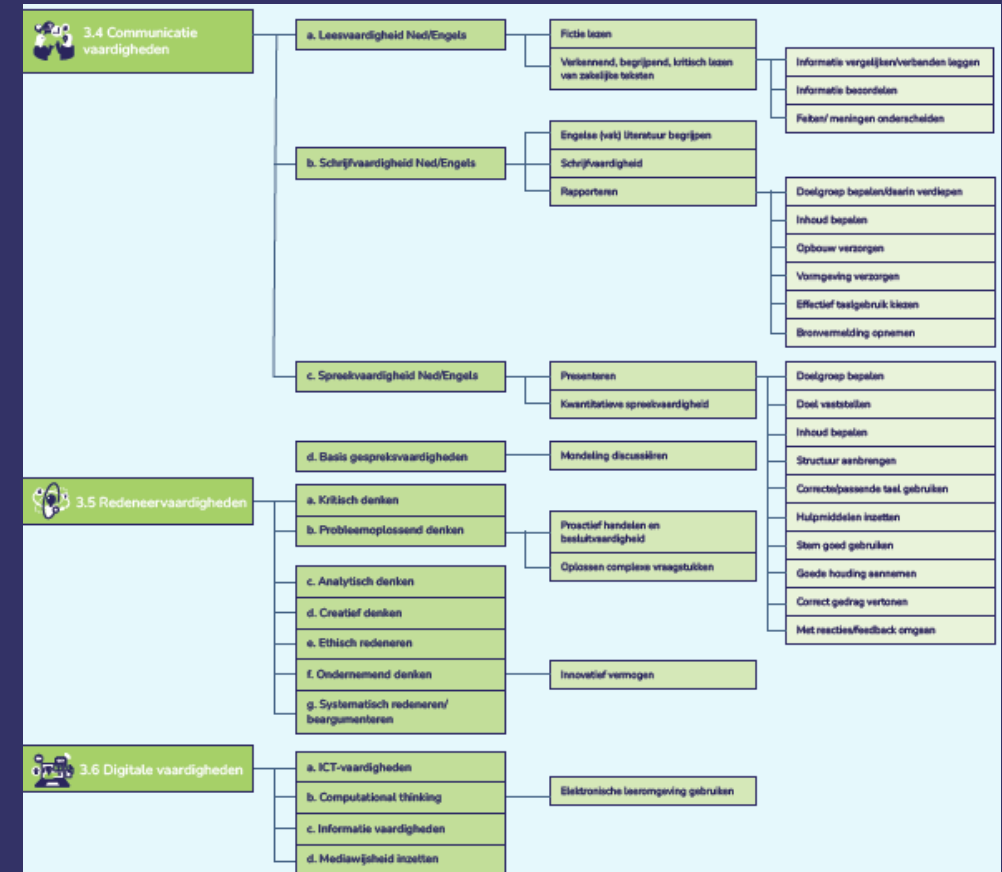 3.4 Communicatie
vaardigheden
a. Leesvaardigheid Ned/Engels
Fictie lezen
Verkennend, begrijpend, kritisch lezen
van zakelijke teksten
Informatie vergelijken/verbanden leggen
Informatie beoordelen
Feiten/ meningen onderscheiden
b. Schrijfvaardigheid Ned/Engels
Engelse (vak) literatuur begrijpen
Schrijfvaardigheid
Rapporteren
Doelgroep bepalen/daarin verdiepen
Inhoud bepalen
Opbouw verzorgen
Vormgeving verzorgen
Effectief taalgebruik kiezen
Bronvermelding opnemen
c. Spreekvaardigheid Ned/Engels
Presenteren
Kwantitatieve spreekvaardigheid
Doelgroep bepalen
Doel vaststellen
Inhoud bepalen
Structuur aanbrengen
Correcte/passende taal gebruiken
Hulpmiddelen inzetten
Stem goed gebruiken
Goede houding aannemen
Correct gedrag vertonen
Met reacties/feedback omgaan
d. Basis gespreksvaardigheden
Mondeling discussiëren
3.5 Redeneervaardigheden
a. Kritisch denken
b. Probleemoplossend denken
Proactief handelen en
besluitvaardigheid
Oplossen complexe vraagstukken
c. Analytisch denken
d. Creatief denken
e. Ethisch redeneren
f. Ondernemend denken
Innovatief vermogen
g. Systematisch redeneren/
beargumenteren
3.6 Digitale vaardigheden
a. ICT-vaardigheden
b. Computational thinking
Elektronische leeromgeving gebruiken
c. Informatie vaardigheden
d. Mediawijsheid inzetten